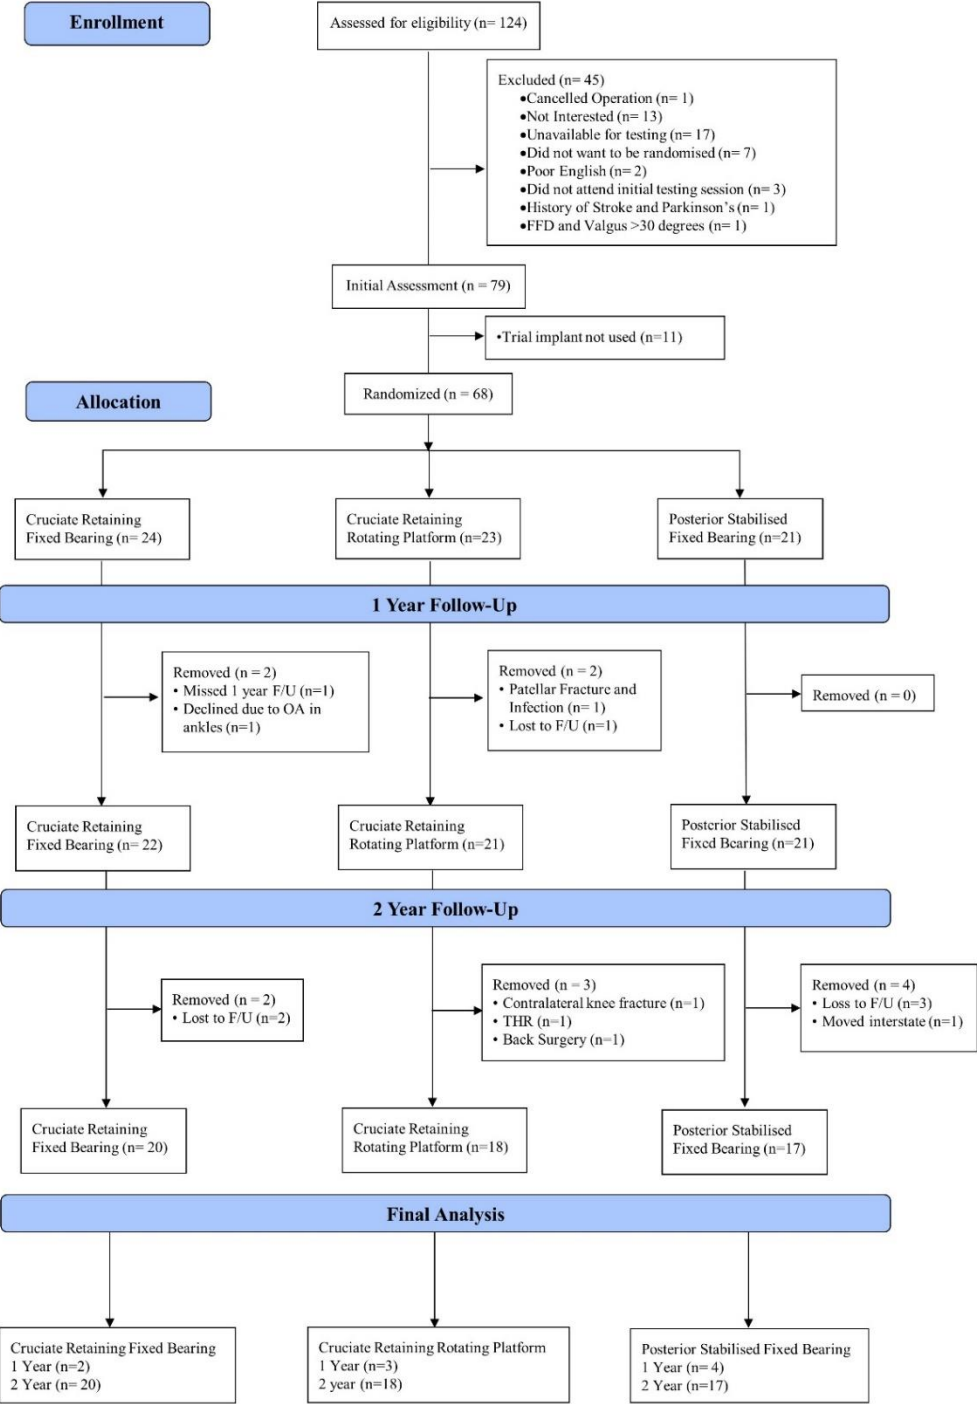 Enrollment
Assessed for eligibility (n= 124)
Excluded (n= 45)
•Cancelled Operation (n= 1)
•Not Interested (n= 13)
•Unavailable for testing (n= 17)
•Did not want to be randomised (n= 7)
•Poor English (n= 2)
•Did not attend initial testing session (n= 3)
•History of Stroke and Parkinson's (n= 1)
•FFD and Valgus >30 degrees (n= 1)
Initial Assessment (n = 79)
•Trial implant not used (n=11)
Randomized (n = 68)
Allocation
Cruciate Retaining
Fixed Bearing (n= 24)
Cruciate Retaining
Rotating Platform (n=23)
Posterior Stabilised
Fixed Bearing (n=21)
1 Year Follow-Up
Removed (n = 2)
• Missed 1 year F/U (n=1)
• Declined due to OA in
ankles (n=1)
Removed (n = 2)
• Patellar Fracture and
Infection (n= 1)
• Lost to F/U (n=1)
Removed (n = 0)
Cruciate Retaining
Fixed Bearing (n= 22)
Cruciate Retaining
Rotating Platform (n=21)
Posterior Stabilised
Fixed Bearing (n=21)
2 Year Follow-Up
Removed (n = 2)
• Lost to F/U (n=2)
Removed (n = 3)
• Contralateral knee fracture (n=1)
• THR (n=1)
• Back Surgery (n=1)
Removed (n = 4)
• Loss to F/U (n=3)
• Moved interstate (n=1)
Cruciate Retaining
Fixed Bearing (n= 20)
Cruciate Retaining
Rotating Platform (n=18)
Posterior Stabilised
Fixed Bearing (n=17)
Final Analysis
Cruciate Retaining Fixed Bearing
1 Year (n=2)
2 Year (n= 20)
Cruciate Retaining Rotating Platform
1 Year (n=3)
2 year (n=18)
Posterior Stabilised Fixed Bearing
1 Year (n= 4)
2 Year (n=17)